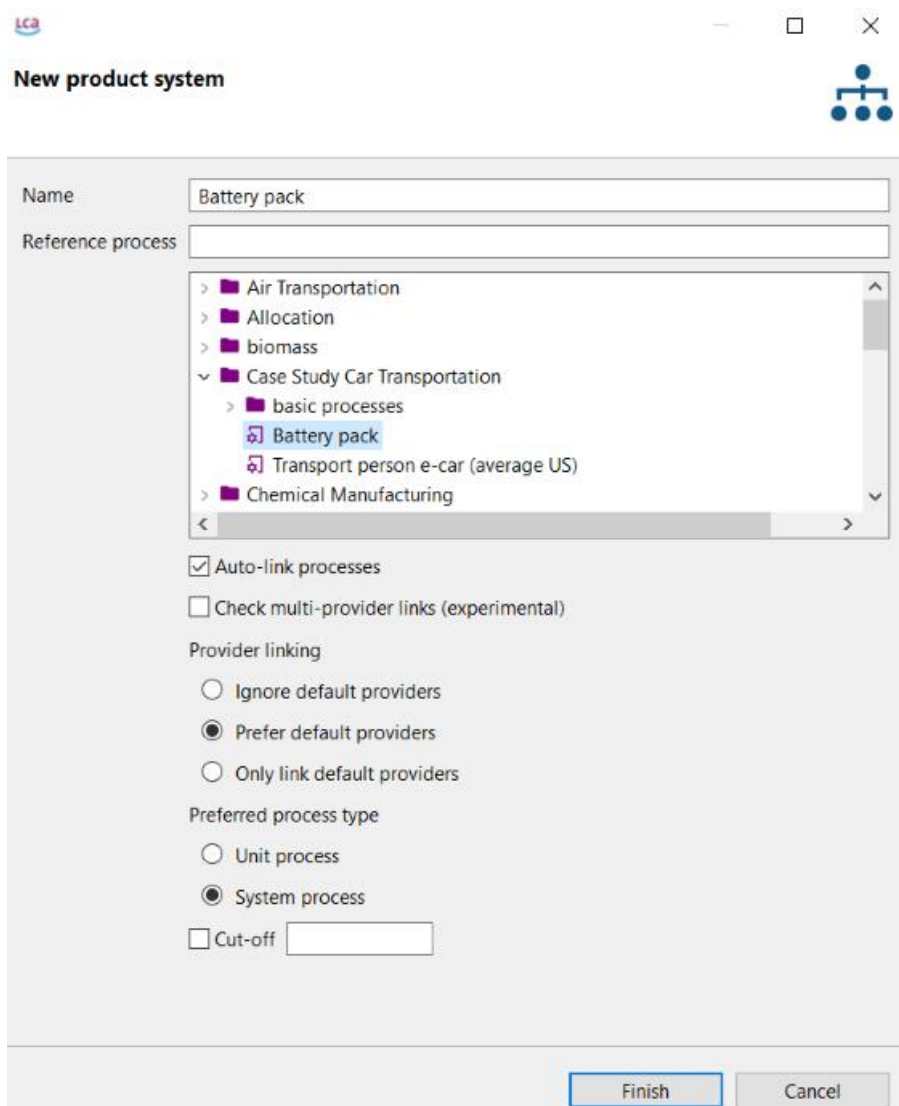 LCA
New product system
Name Battery pack
Reference process
Air Transportation
Allocation
biomass
Case Study Car Transportation
basic processes
Battery pack
Transport person e-car (average US)
Chemical Manufacturing
Auto-link processes
Check multi-provider links (experimental)
Provider linking
Ignore default providers
Prefer default providers
Only link default providers
Preferred process type
Unit process
System process
Cut-off
Finish Cancel